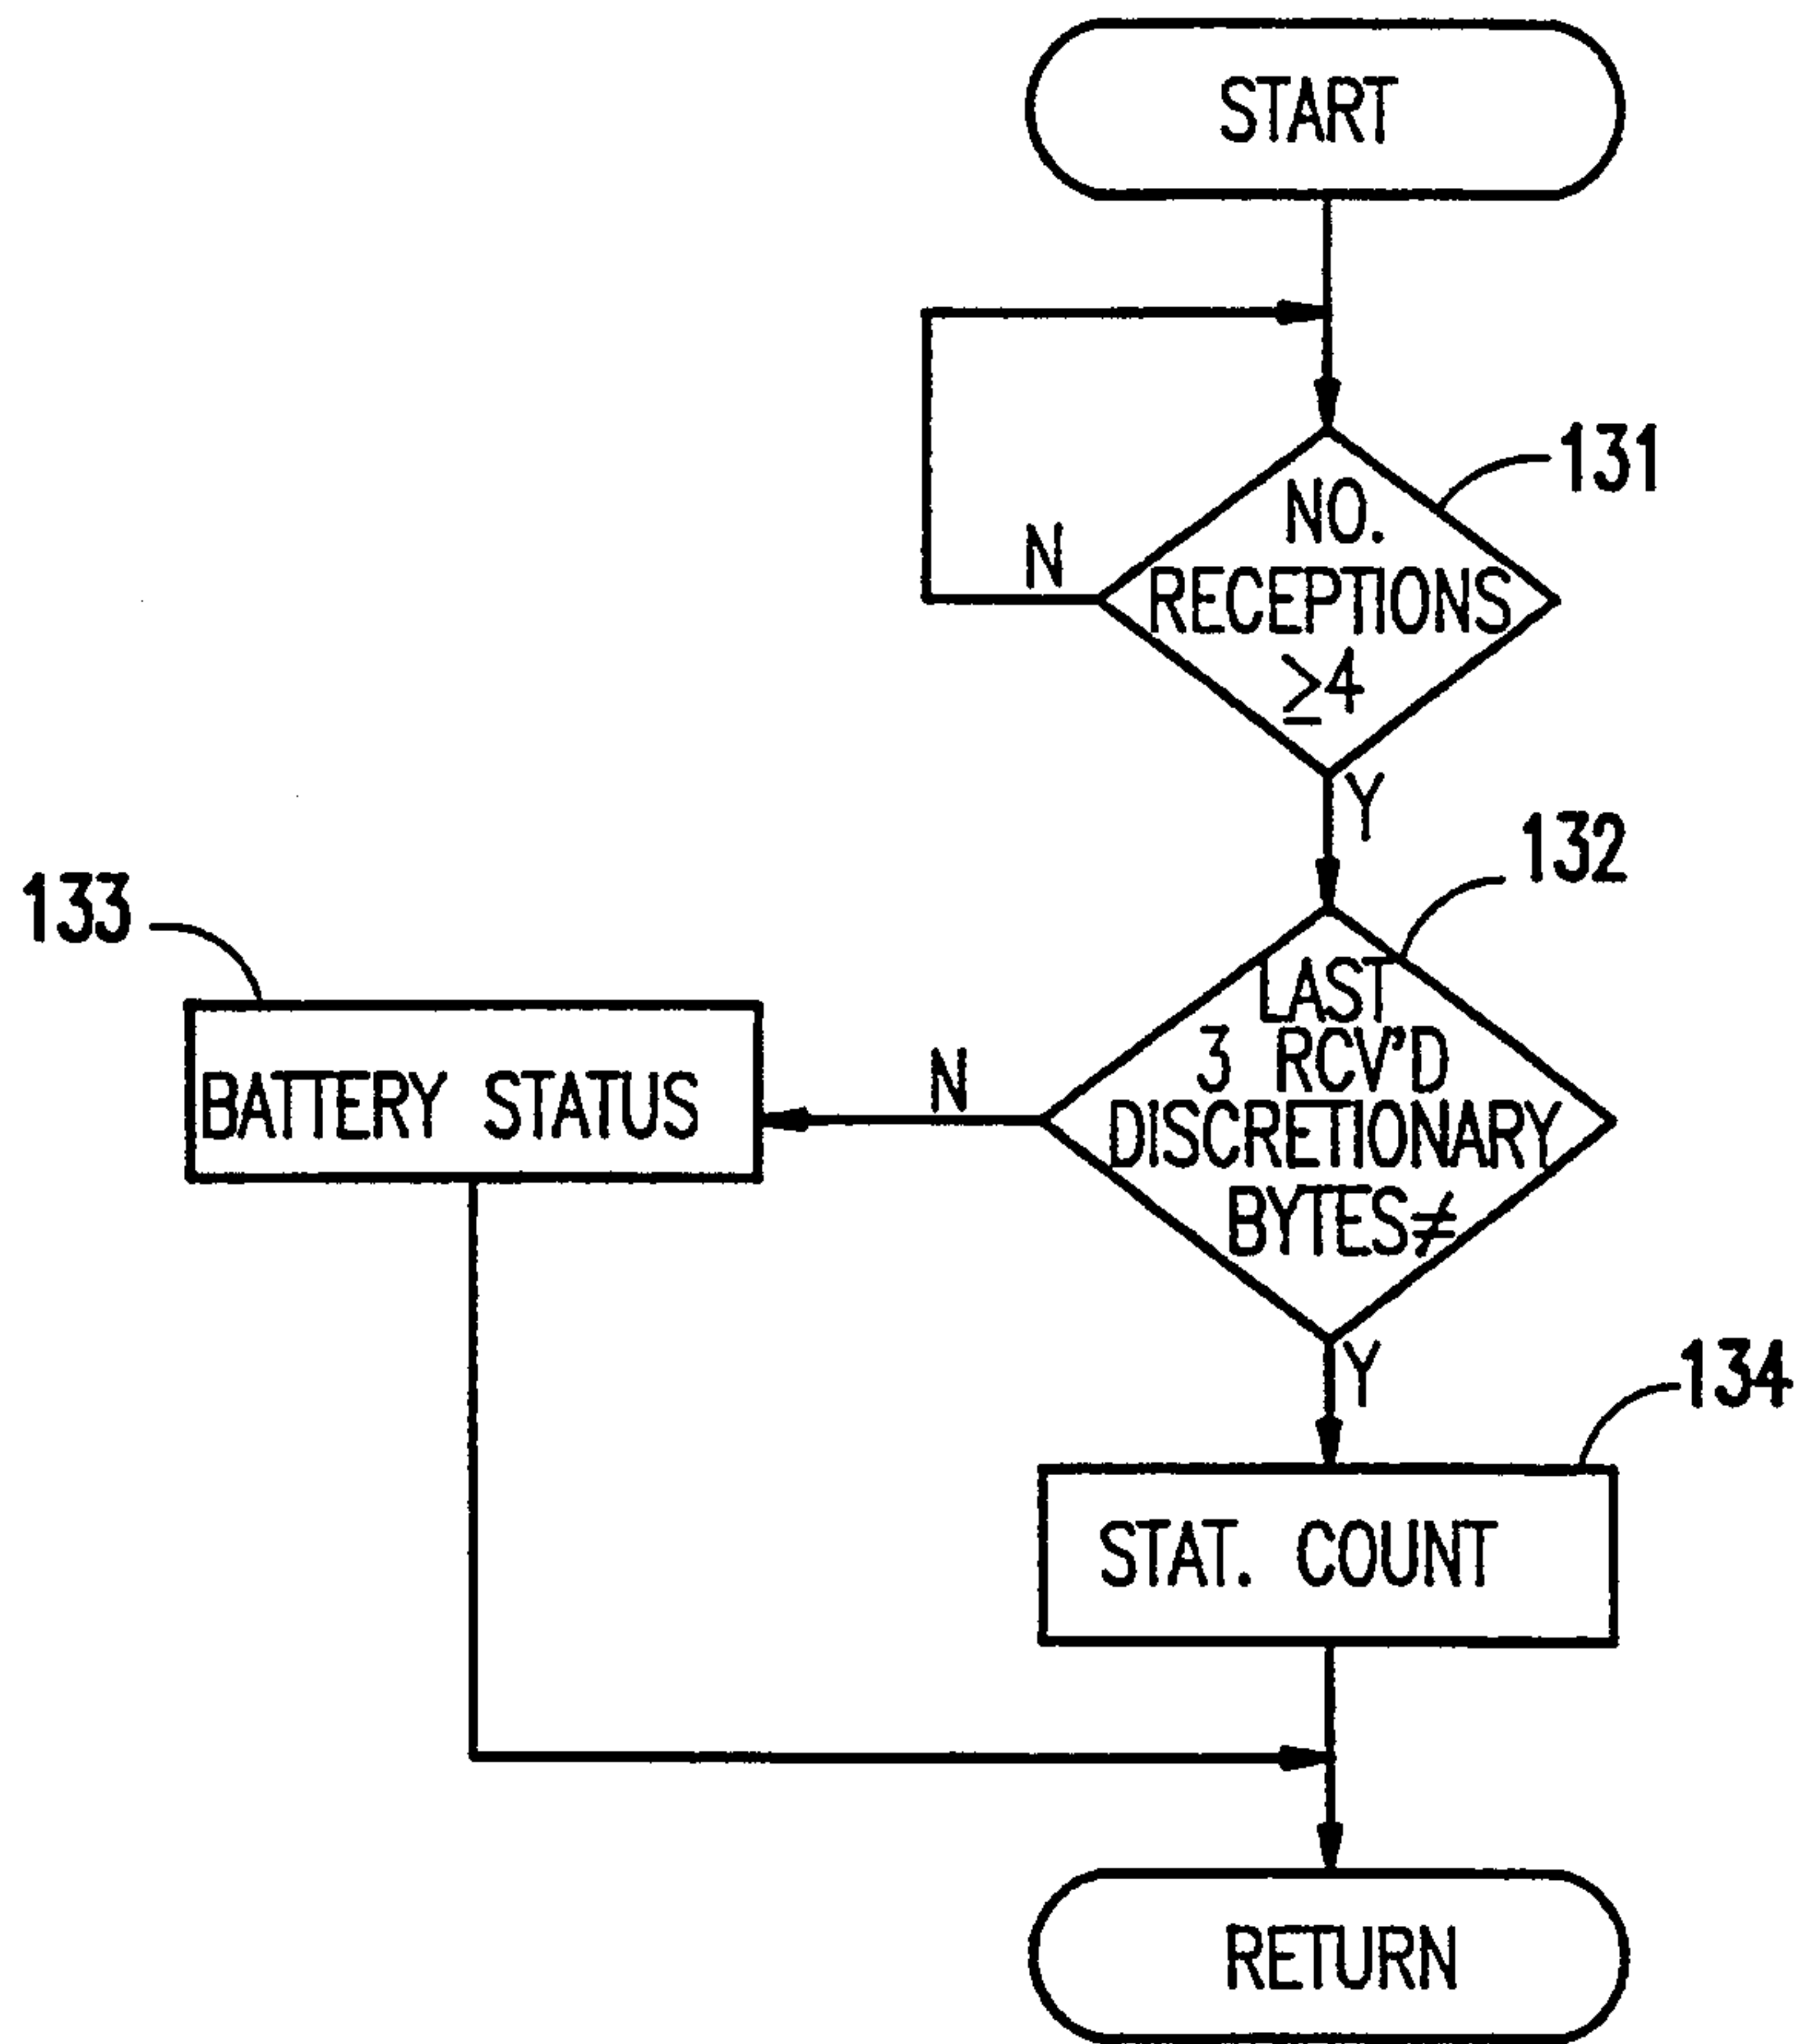 START
131
NO.
RECEPTIONS
≥4
N
Y
132
133
LAST
3 RCV'D
DISCRETIONARY
BYTES≠
N
BATTERY STATUS
Y
134
STAT. COUNT
RETURN